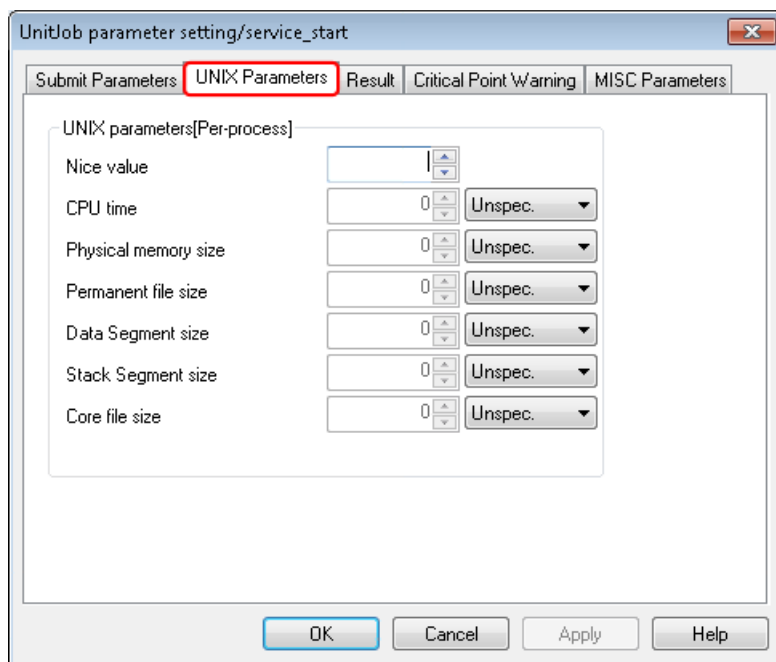 UnitJob parameter setting/service_start
Submit Parameters UNIX Parameters Result Critical Point Warning MISC Parameters
UNIX parameters[Per-process]
Nice value
CPU time 0 Unspec.
Physical memory size 0 Unspec.
Permanent file size 0 Unspec.
Data Segment size 0 Unspec.
Stack Segment size 0 Unspec.
Core file size 0 Unspec.
OK Cancel Apply Help